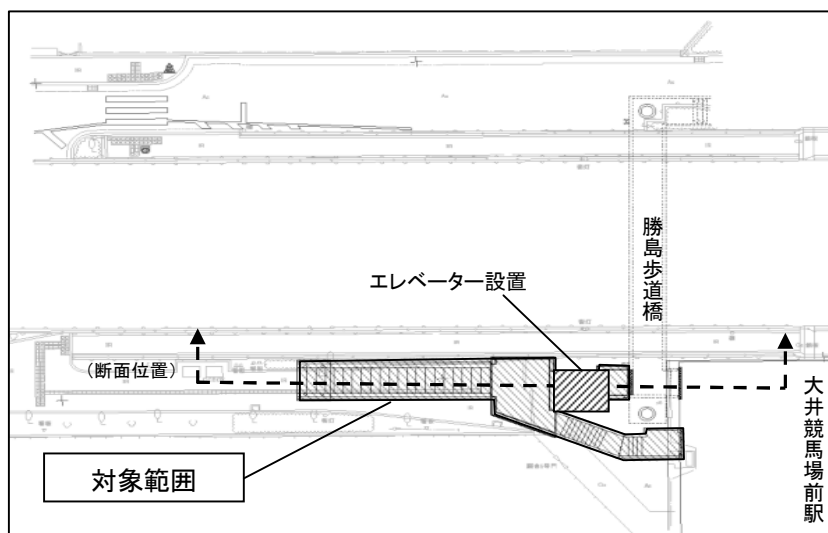 勝島歩道橋
エレベーター設置
(断面位置)
対象範囲
大井競馬場前駅